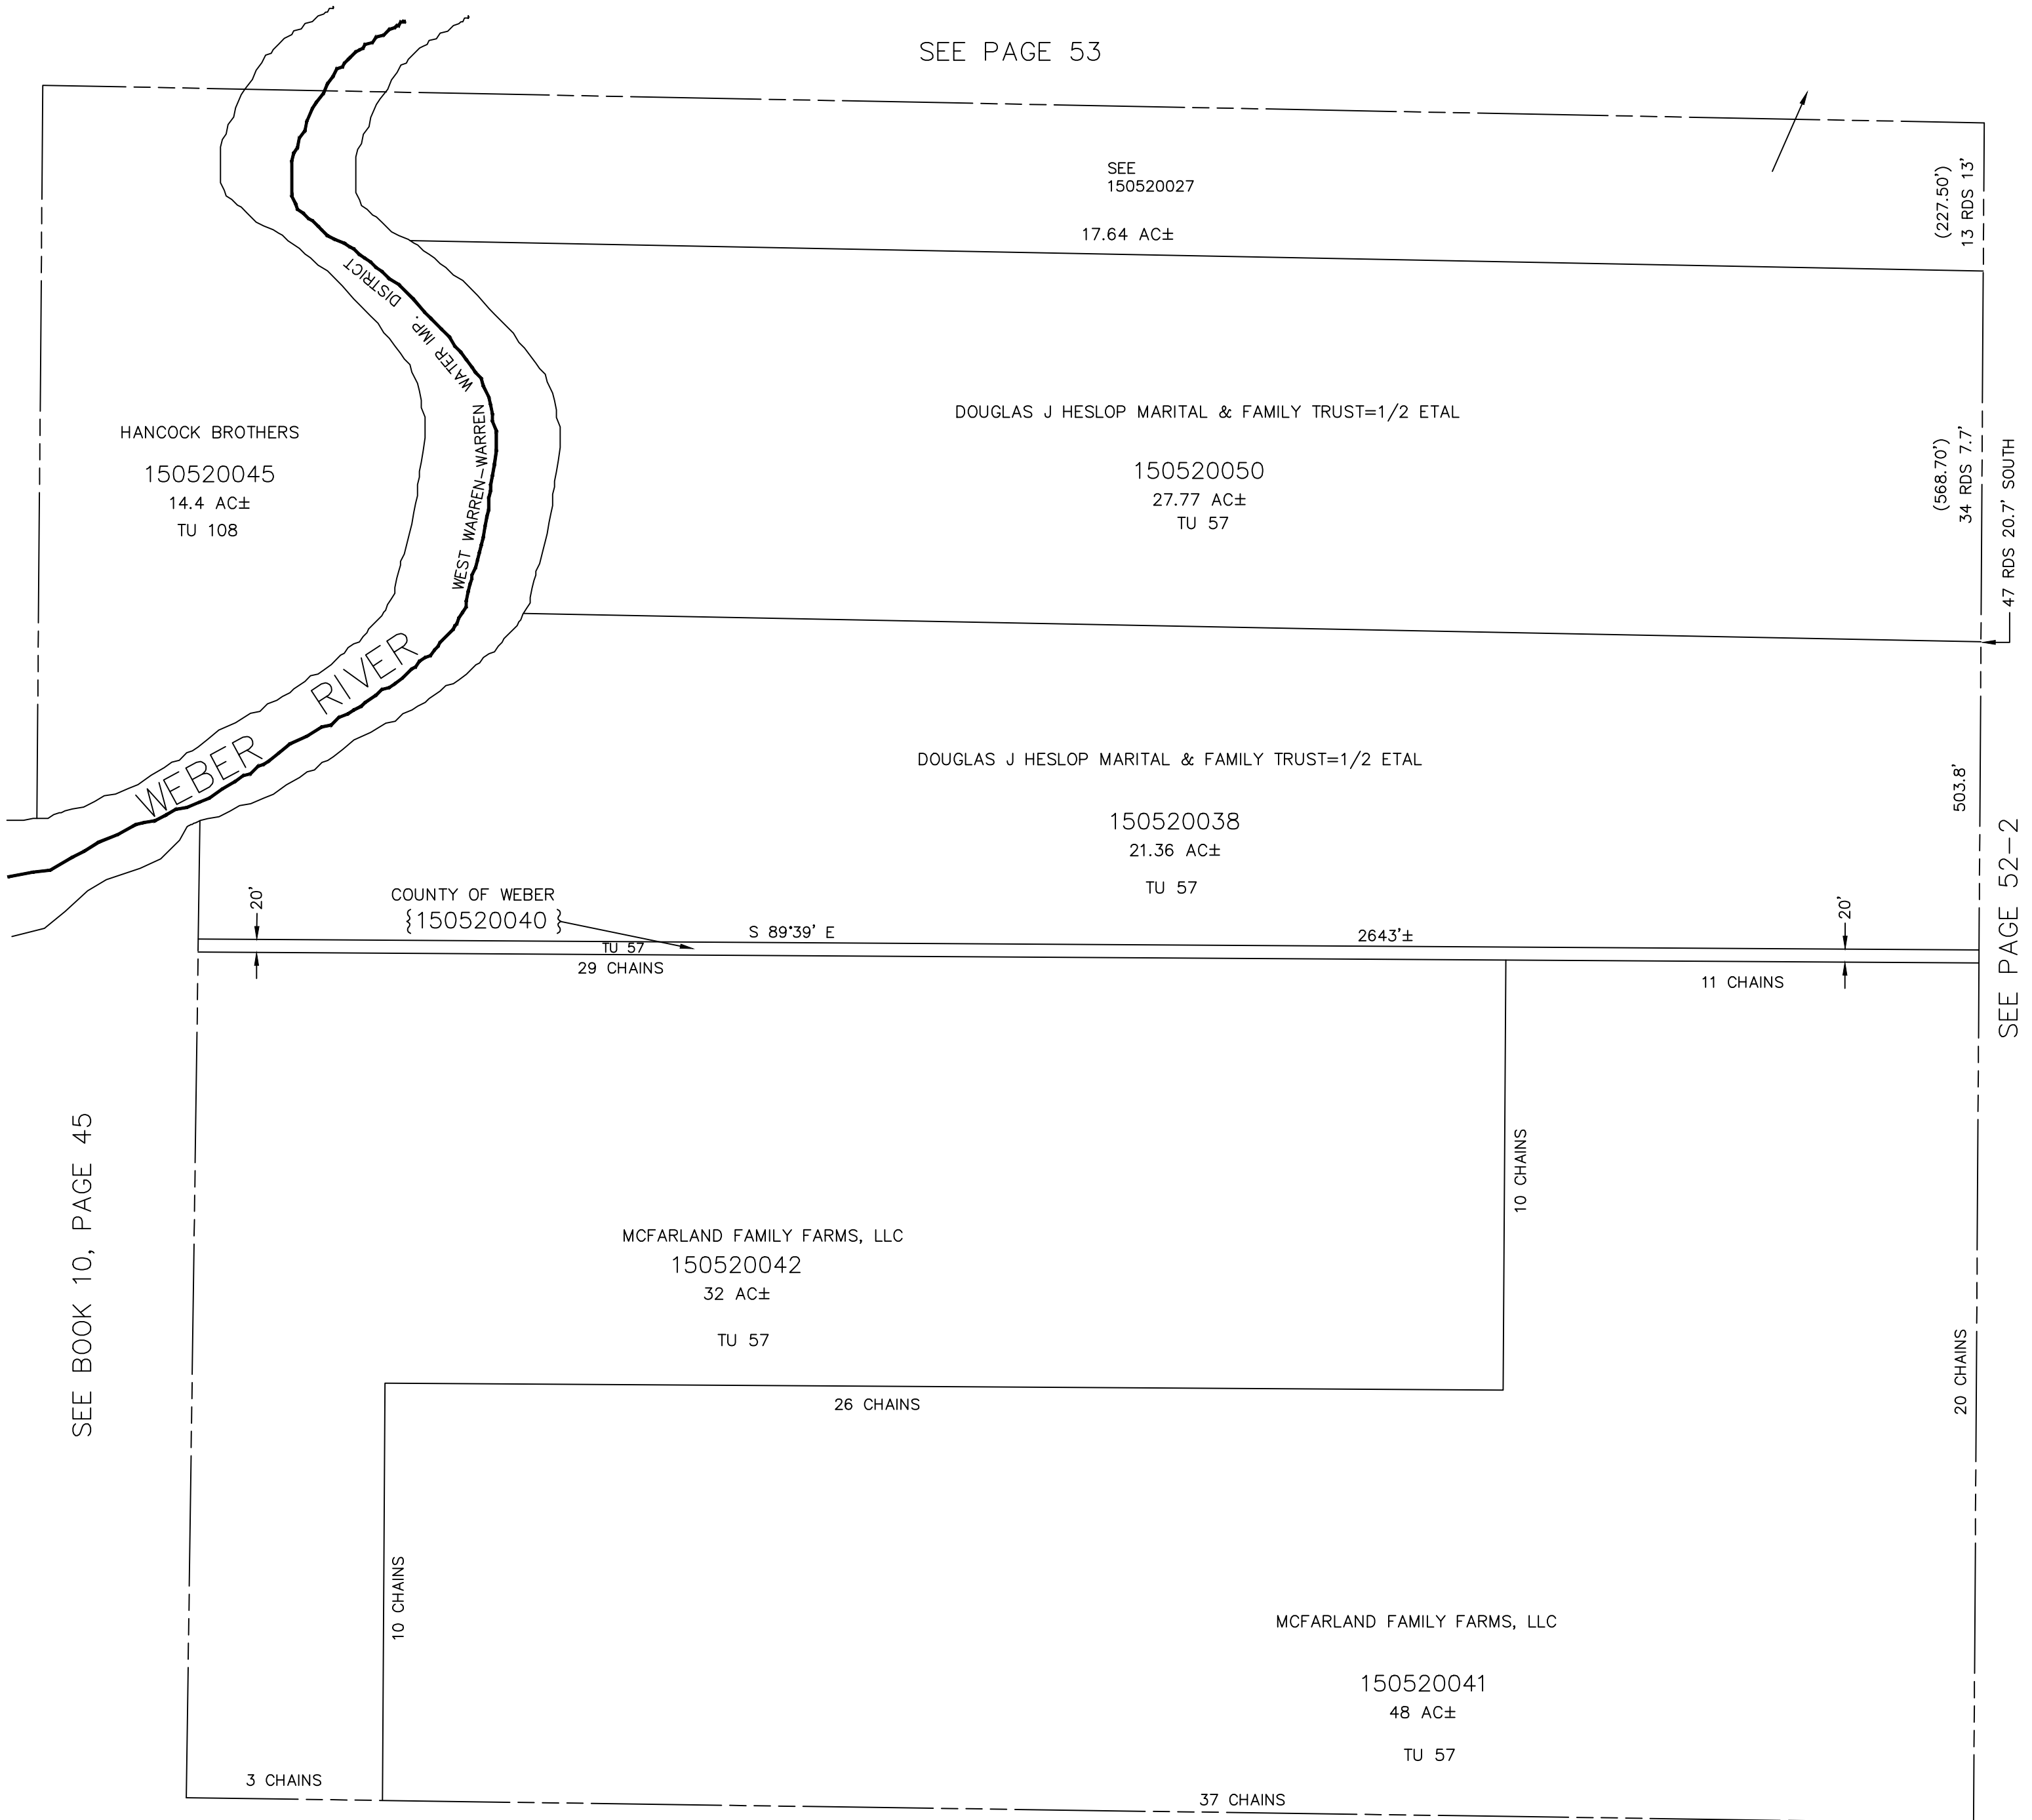 SEE PAGE 53
SEE
150520027
17.64 AC±
(227.50')
13 RDS 13'
WEST WARREN-WARREN WATER IMP. DISTRICT
HANCOCK BROTHERS
150520045
14.4 AC±
TU 108
DOUGLAS J HESLOP MARITAL & FAMILY TRUST=1/2 ETAL
150520050
27.77 AC±
TU 57
(568.70')
34 RDS 7.7'
47 RDS 20.7' SOUTH
WEBER RIVER
DOUGLAS J HESLOP MARITAL & FAMILY TRUST=1/2 ETAL
150520038
21.36 AC±
TU 57
503.8'
SEE PAGE 52-2
20'
COUNTY OF WEBER
{150520040}
S 89°39' E
2643'±
20'
TU 57
29 CHAINS
11 CHAINS
SEE BOOK 10, PAGE 45
10 CHAINS
MCFARLAND FAMILY FARMS, LLC
150520042
32 AC±
TU 57
26 CHAINS
20 CHAINS
10 CHAINS
MCFARLAND FAMILY FARMS, LLC
150520041
48 AC±
TU 57
3 CHAINS
37 CHAINS